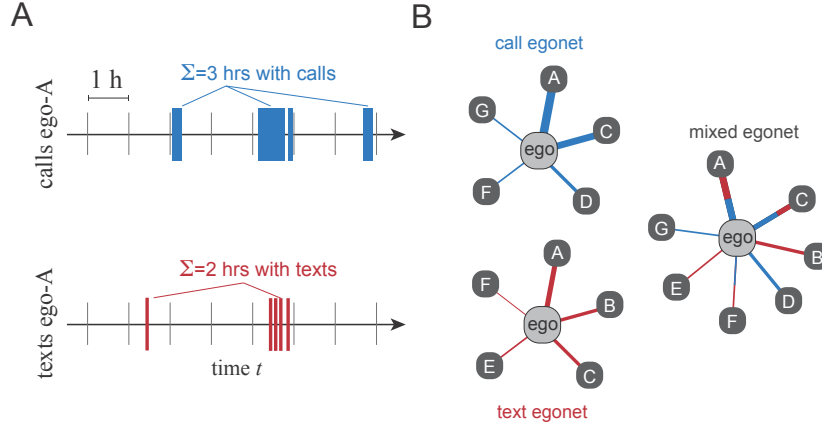 A
1 h
Σ=3 hrs with calls
calls ego-A
Σ=2 hrs with texts
texts ego-A
time t
B
call egonet
A
G
C
ego
F
D
A
F
B
ego
E
C
text egonet
mixed egonet
A
C
G
ego
B
E
D
F